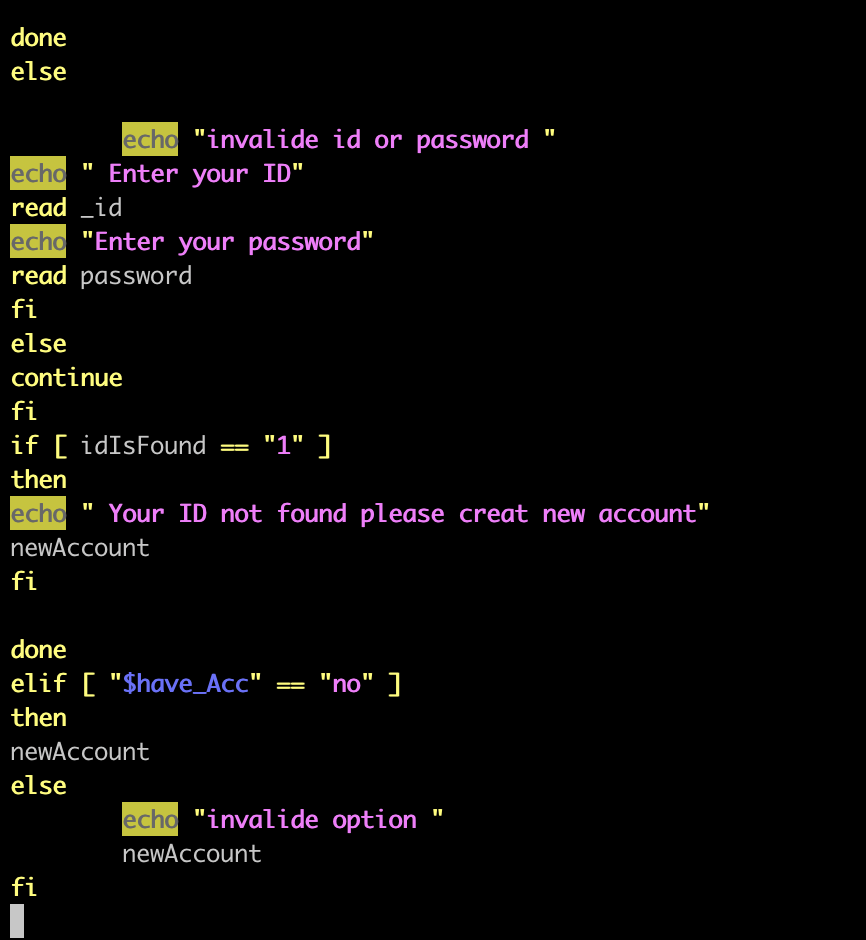 done
else
echo "invalide id or password "
echo " Enter your ID"
read _id
echo "Enter your password"
read password
fi
else
continue
fi
if [ idIsFound == "1" ]
then
echo " Your ID not found please creat new account"
newAccount
fi
done
elif [ "$have_Acc" == "no" ]
then
newAccount
else
echo "invalide option "
newAccount
fi